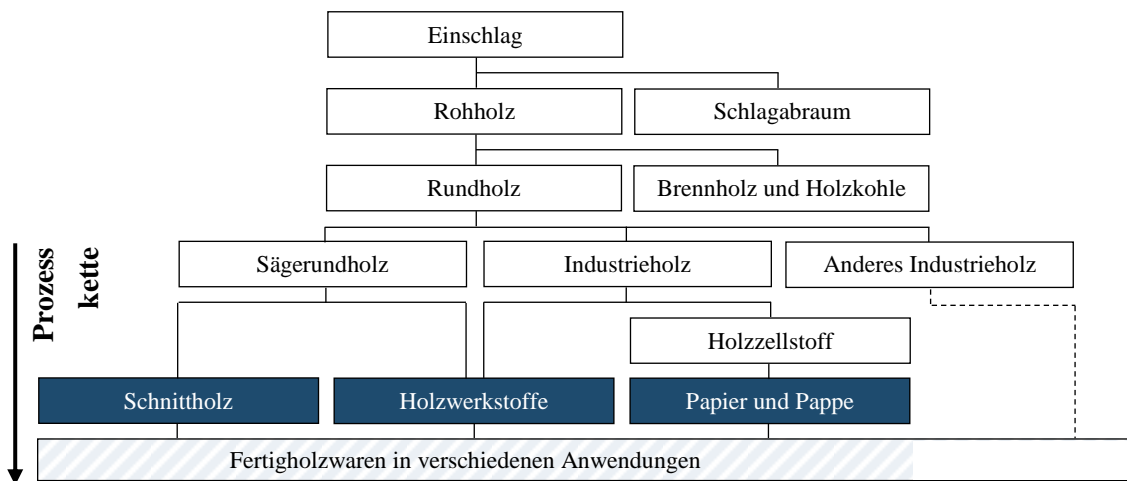 Einschlag
Rohholz
Schlagabraum
Rundholz
Brennholz und Holzkohle
Prozess
kette
Sägerundholz
Industrieholz
Anderes Industrieholz
Holzzellstoff
Schnittholz
Holzwerkstoffe
Papier und Pappe
Fertigholzwaren in verschiedenen Anwendungen